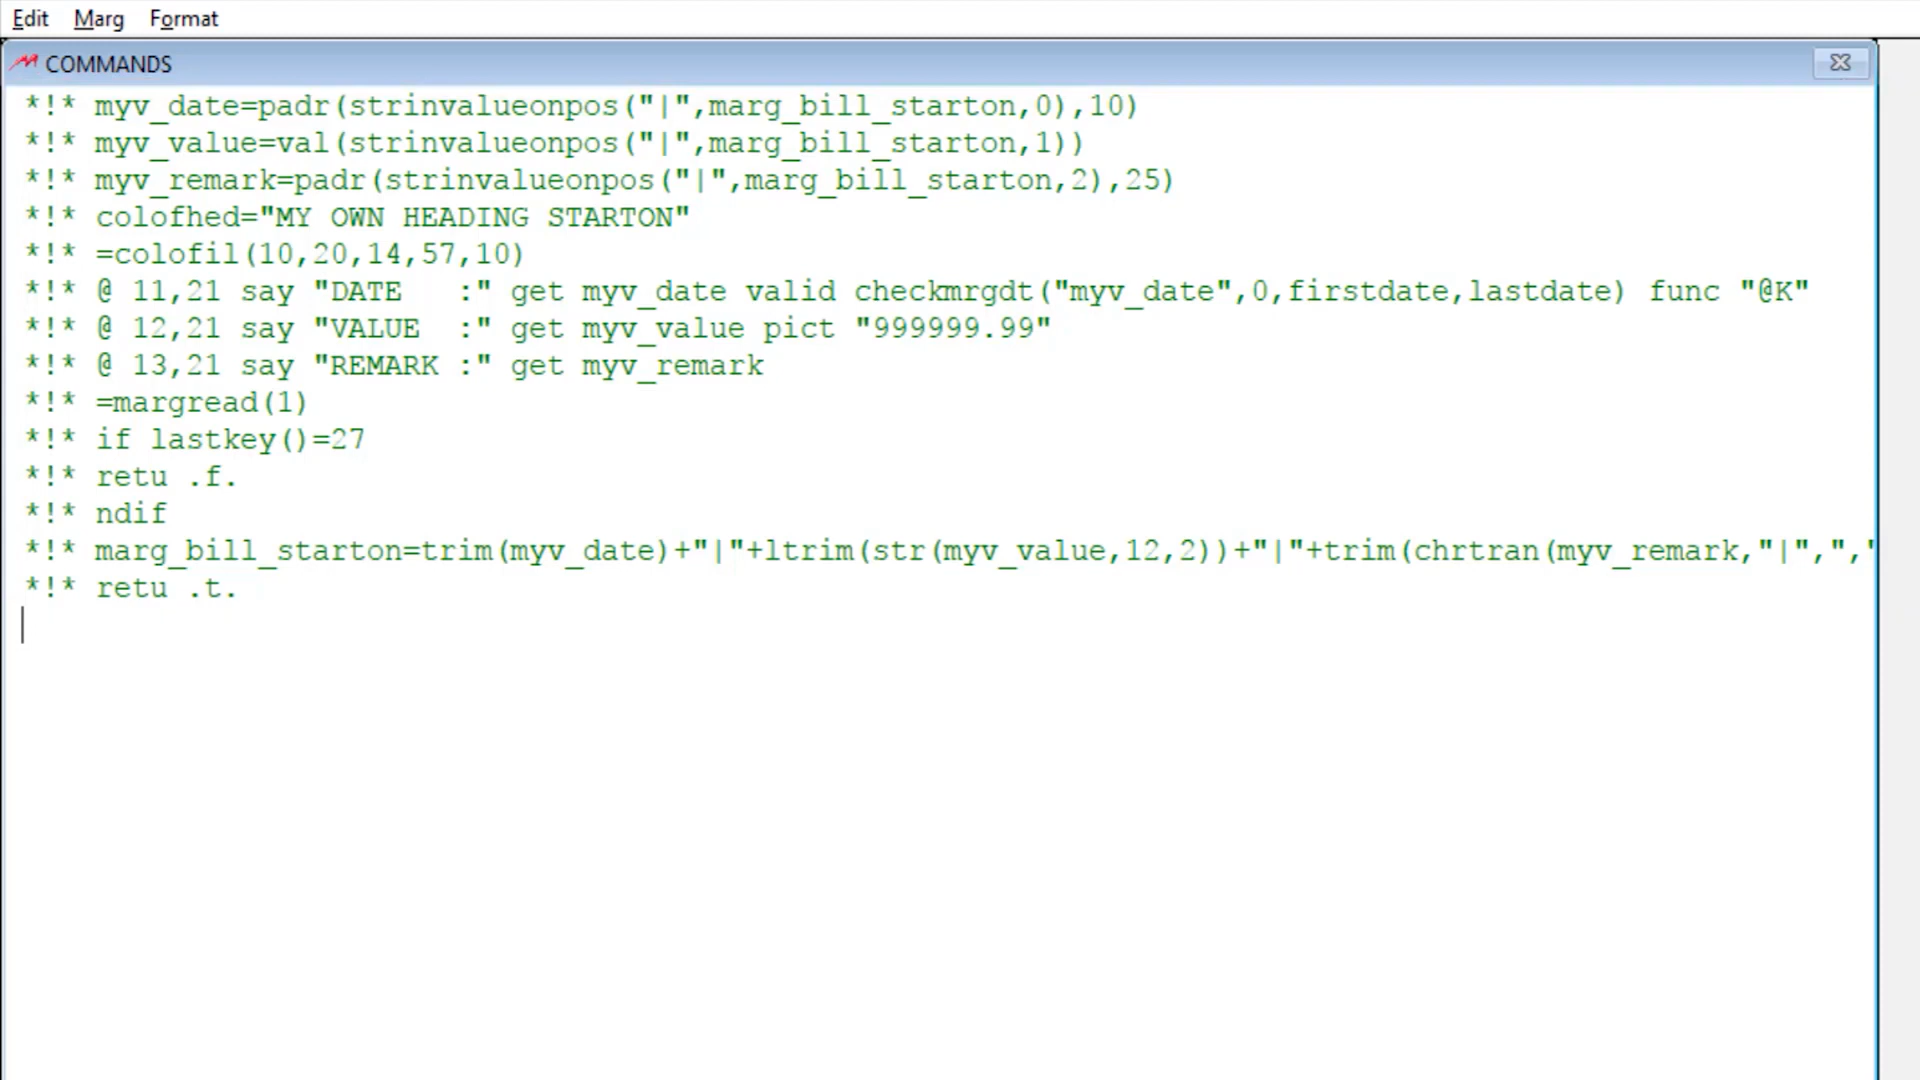 Edit Marg Format
COMMANDS
*!* myv_date=padr(strinvalueonpos("|",marg_bill_starton,0),10)
*!* myv_value=val(strinvalueonpos("|",marg_bill_starton,1))
*!* myv_remark=padr(strinvalueonpos("|",marg_bill_starton,2),25)
*!* colofhed="MY OWN HEADING STARTON"
*!* =colofil(10,20,14,57,10)
*!* @ 11,21 say "DATE   :" get myv_date valid checkmrgdt("myv_date",0,firstdate,lastdate) func "@K"
*!* @ 12,21 say "VALUE  :" get myv_value pict "999999.99"
*!* @ 13,21 say "REMARK :" get myv_remark
*!* =margread(1)
*!* if lastkey()=27
*!* retu .f.
*!* ndif
*!* marg_bill_starton=trim(myv_date)+"|"+ltrim(str(myv_value,12,2))+"|"+trim(chrtran(myv_remark,"|",",'
*!* retu .t.